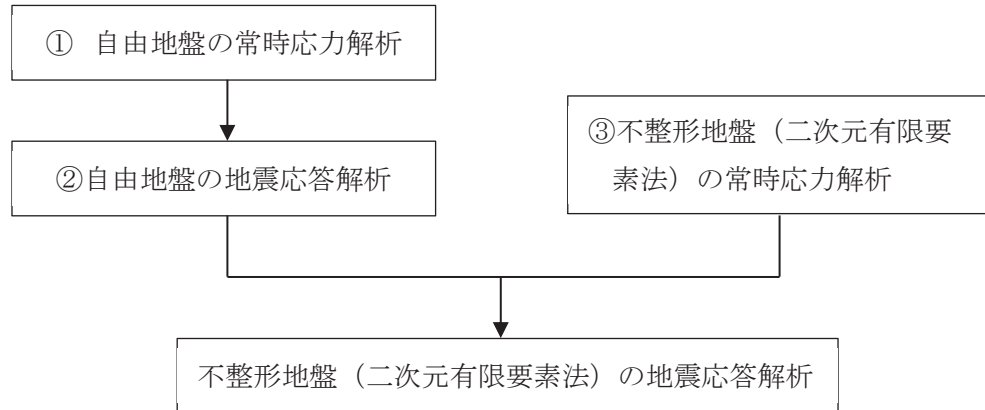 ① 自由地盤の常時応力解析
②自由地盤の地震応答解析
③不整形地盤（二次元有限要
素法）の常時応力解析
不整形地盤（二次元有限要素法）の地震応答解析